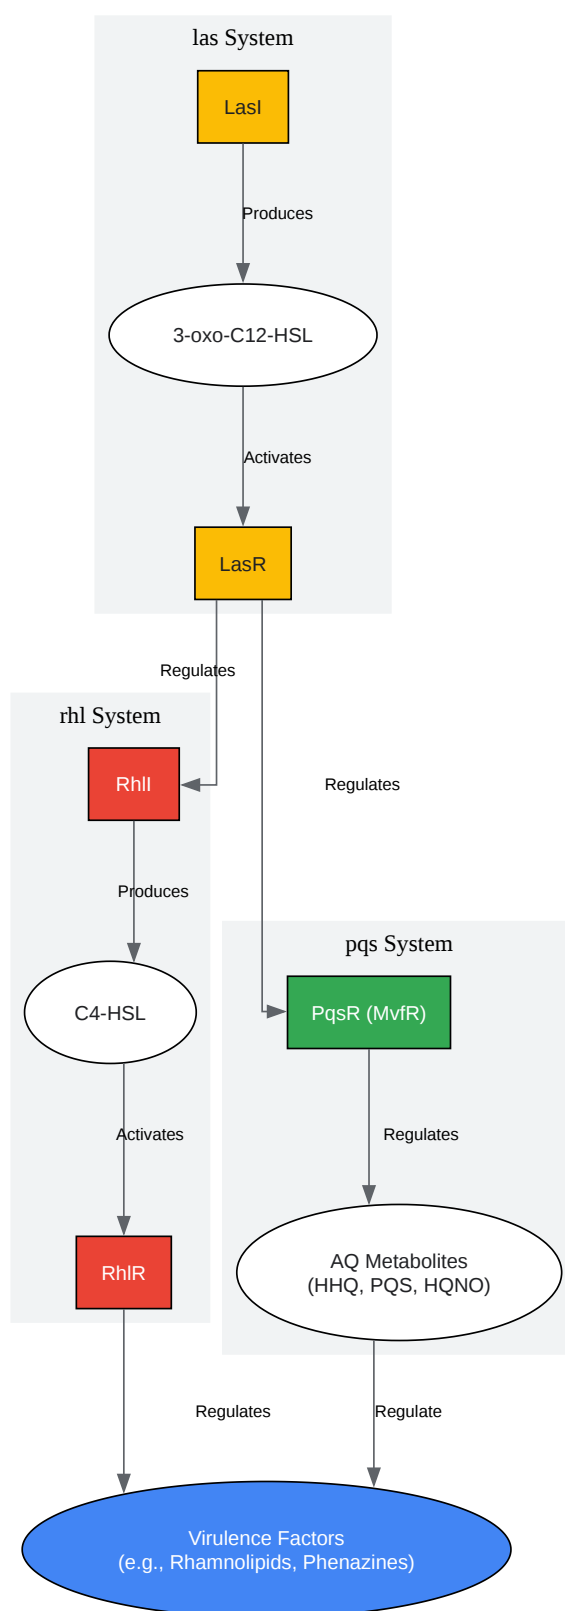 las System
LasI
Produces
3-oxo-C12-HSL
Activates
LasR
Regulates
rhl System
RhlI
Regulates
Produces
pqs System
C4-HSL
PqsR (MvfR)
Activates
Regulates
RhlR
AQ Metabolites
(HHQ, PQS, HQNO)
Regulates
Regulate
Virulence Factors
(e.g., Rhamnolipids, Phenazines)